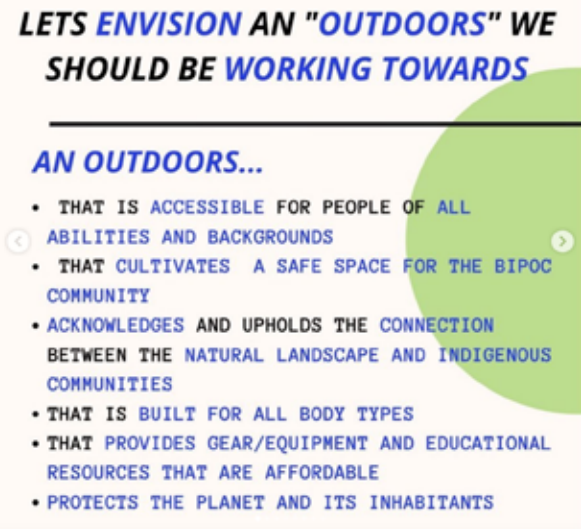 LETS ENVISION AN "OUTDOORS" WE
SHOULD BE WORKING TOWARDS
AN OUTDOORS...
• THAT IS ACCESSIBLE FOR PEOPLE OF ALL
ABILITIES AND BACKGROUNDS
• THAT CULTIVATES A SAFE SPACE FOR THE BIPOC
COMMUNITY
• ACKNOWLEDGES AND UPHOLDS THE CONNECTION
BETWEEN THE NATURAL LANDSCAPE AND INDIGENOUS
COMMUNITIES
• THAT IS BUILT FOR ALL BODY TYPES
• THAT PROVIDES GEAR/EQUIPMENT AND EDUCATIONAL
RESOURCES THAT ARE AFFORDABLE
• PROTECTS THE PLANET AND ITS INHABITANTS